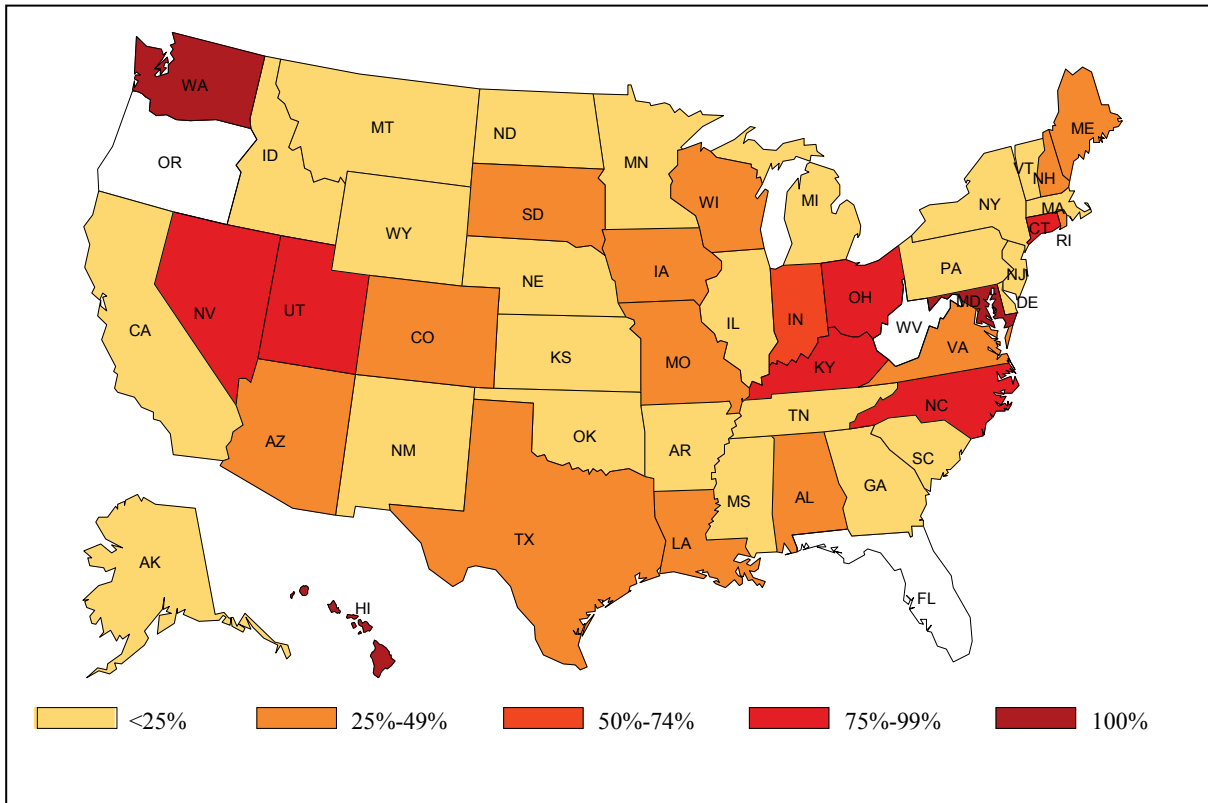 WA
MT
ND
ME
OR
ID
MN
VT
NH
WI
MI
NY
MA
SD
CT
RI
WY
IA
PA
NJ
NE
OH
MD
DE
NV
UT
IL
IN
WV
CA
CO
VA
KS
MO
KY
NC
TN
AZ
NM
OK
AR
SC
MS
AL
GA
TX
LA
AK
FL
HI
<25%
25%-49%
50%-74%
75%-99%
100%